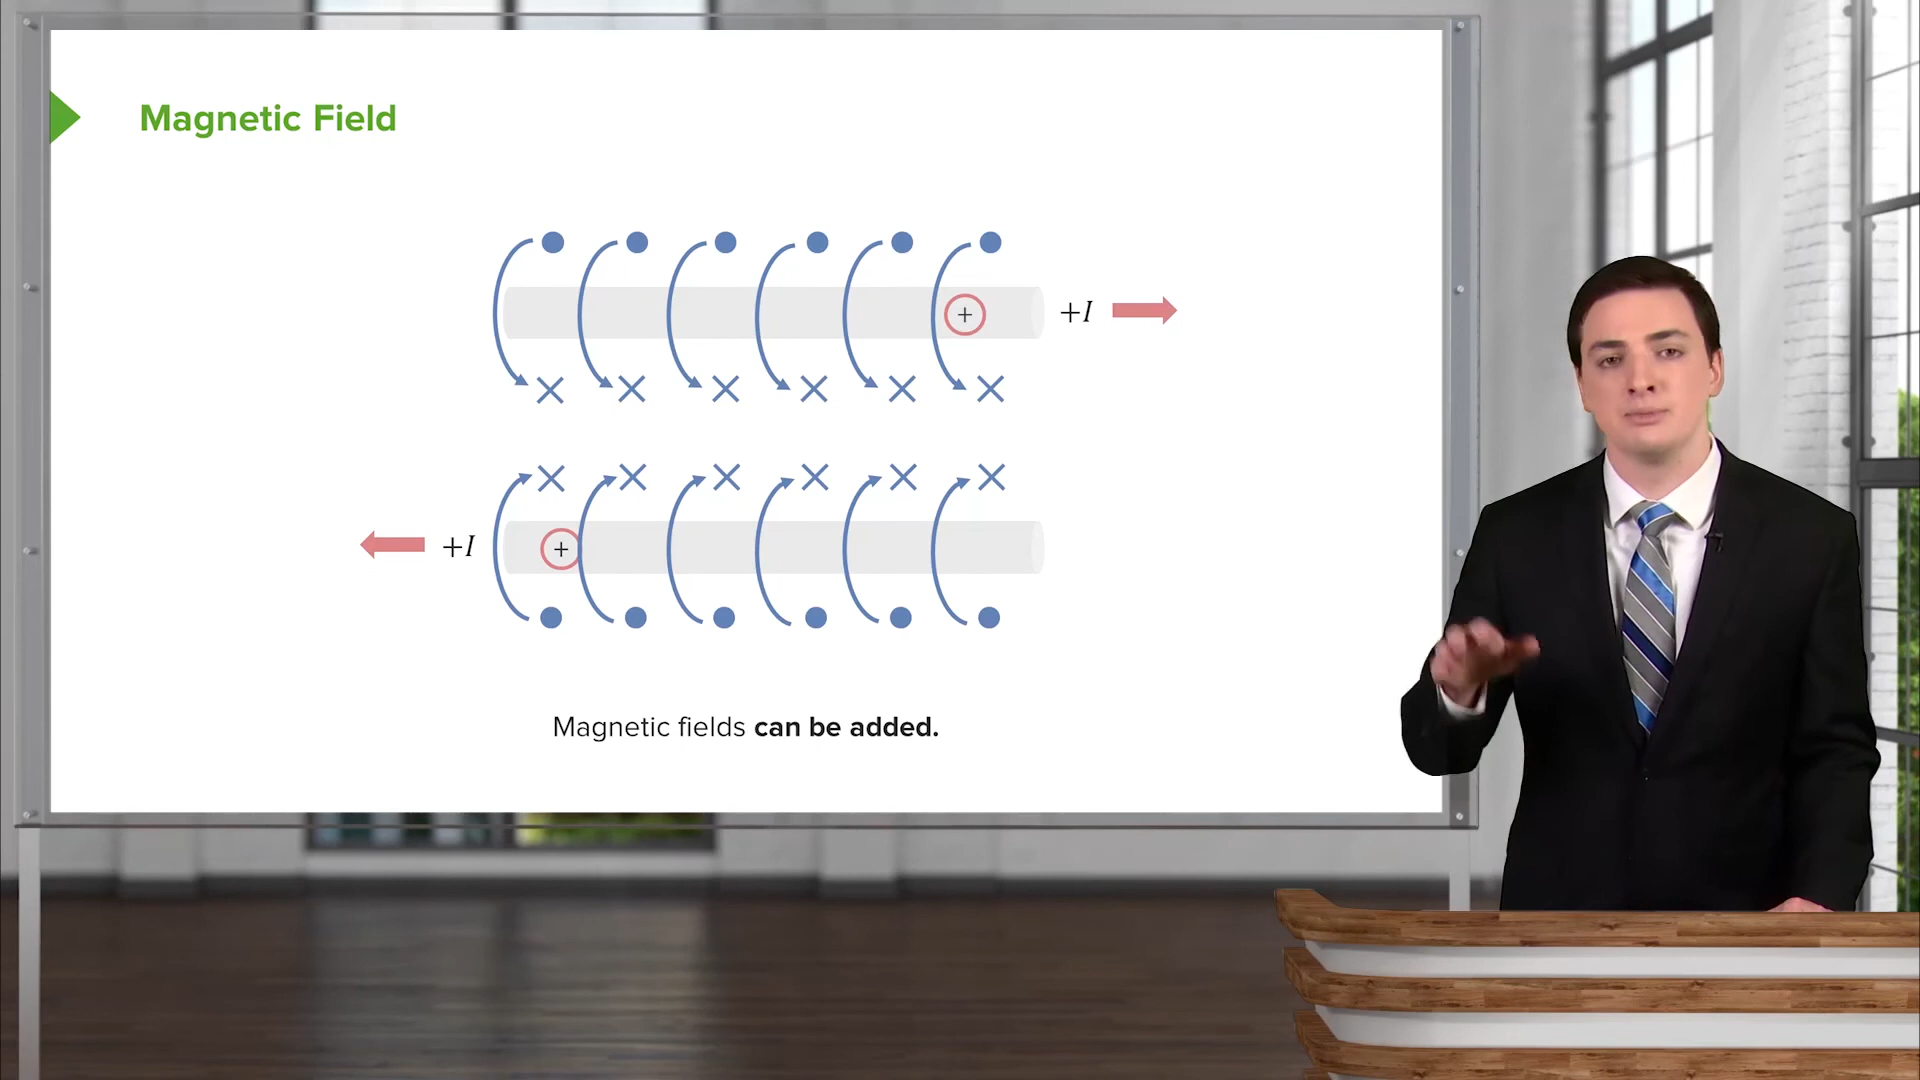 Magnetic Field
+
+I
+I
+
Magnetic fields can be added.